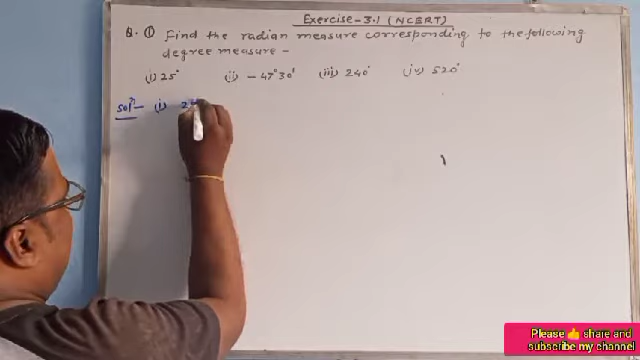 Exercise-3.1 (NCERT)
Q.① Find the radian measure corresponding to the following
degree measure -
(i) 25° (ii) - 47°30' (iii) 240° (iv) 520°
Solⁿ- (i)
Please 👍 share and
subscribe my channel